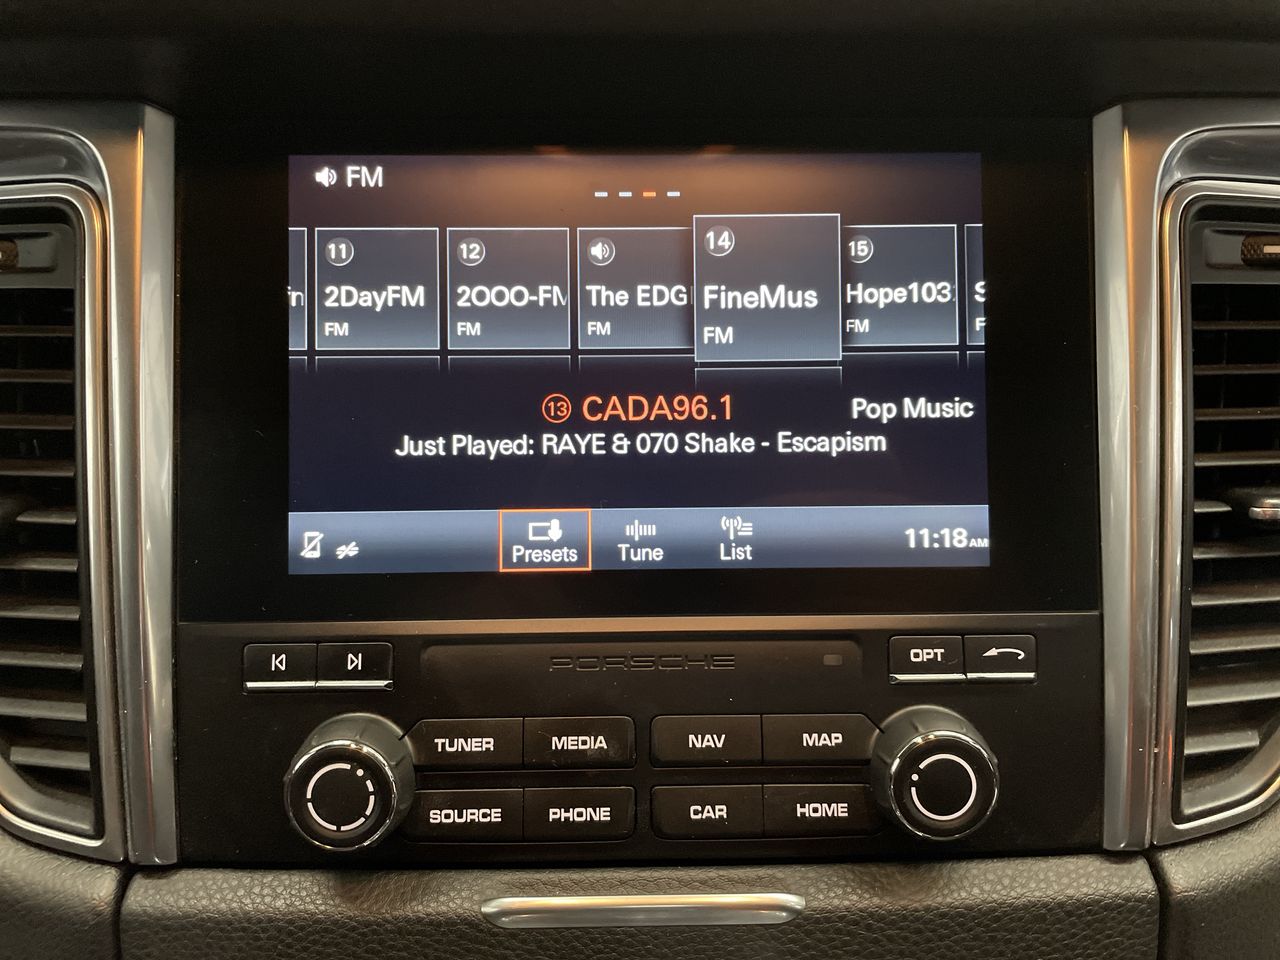 FM
11
12
14
15
2DayFM
2OOO-FM
The EDG
FineMus
Hope103
FM
FM
FM
FM
FM
13 CADA96.1
Pop Music
Just Played: RAYE & 070 Shake - Escapism
Presets
Tune
List
11:18AM
PORSCHE
OPT
TUNER
MEDIA
NAV
MAP
SOURCE
PHONE
CAR
HOME